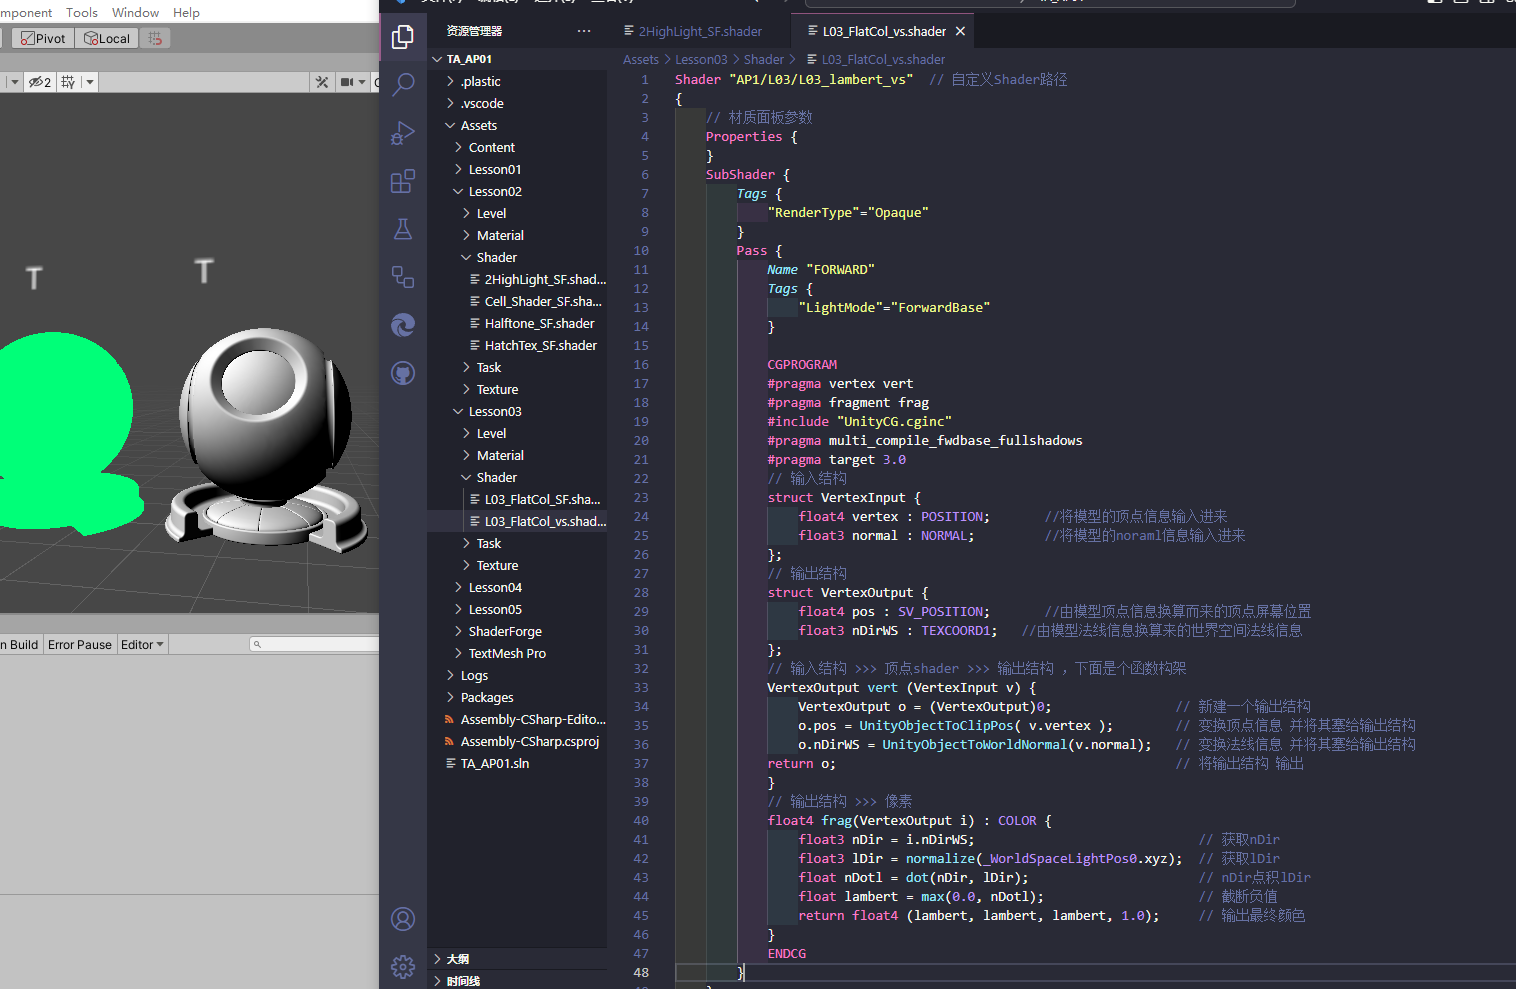 mponent Tools Window Help
Pivot Local
2
T
T
n Build Error Pause Editor
资源管理器 ···
TA_AP01
.plastic
.vscode
Assets
Content
Lesson01
Lesson02
Level
Material
Shader
2HighLight_SF.shad...
Cell_Shader_SF.sha...
Halftone_SF.shader
HatchTex_SF.shader
Task
Texture
Lesson03
Level
Material
Shader
L03_FlatCol_SF.sha...
L03_FlatCol_vs.shad...
Task
Texture
Lesson04
Lesson05
ShaderForge
TextMesh Pro
Logs
Packages
Assembly-CSharp-Edito...
Assembly-CSharp.csproj
TA_AP01.sln
大纲
时间线
2HighLight_SF.shader L03_FlatCol_vs.shader
Assets > Lesson03 > Shader > L03_FlatCol_vs.shader
1 Shader "AP1/L03/L03_lambert_vs" // 自定义Shader路径
2 {
3 // 材质面板参数
4 Properties {
5 }
6 SubShader {
7 Tags {
8 "RenderType"="Opaque"
9 }
10 Pass {
11 Name "FORWARD"
12 Tags {
13 "LightMode"="ForwardBase"
14 }
15
16 CGPROGRAM
17 #pragma vertex vert
18 #pragma fragment frag
19 #include "UnityCG.cginc"
20 #pragma multi_compile_fwdbase_fullshadows
21 #pragma target 3.0
22 // 输入结构
23 struct VertexInput {
24 float4 vertex : POSITION; //将模型的顶点信息输入进来
25 float3 normal : NORMAL; //将模型的noraml信息输入进来
26 };
27 // 输出结构
28 struct VertexOutput {
29 float4 pos : SV_POSITION; //由模型顶点信息换算而来的顶点屏幕位置
30 float3 nDirWS : TEXCOORD1; //由模型法线信息换算来的世界空间法线信息
31 };
32 // 输入结构 >>> 顶点shader >>> 输出结构 ，下面是个函数构架
33 VertexOutput vert (VertexInput v) {
34 VertexOutput o = (VertexOutput)0; // 新建一个输出结构
35 o.pos = UnityObjectToClipPos( v.vertex ); // 变换顶点信息 并将其塞给输出结构
36 o.nDirWS = UnityObjectToWorldNormal(v.normal); // 变换法线信息 并将其塞给输出结构
37 return o; // 将输出结构 输出
38 }
39 // 输出结构 >>> 像素
40 float4 frag(VertexOutput i) : COLOR {
41 float3 nDir = i.nDirWS; // 获取nDir
42 float3 lDir = normalize(_WorldSpaceLightPos0.xyz); // 获取lDir
43 float nDotl = dot(nDir, lDir); // nDir点积lDir
44 float lambert = max(0.0, nDotl); // 截断负值
45 return float4 (lambert, lambert, lambert, 1.0); // 输出最终颜色
46 }
47 ENDCG
48 }